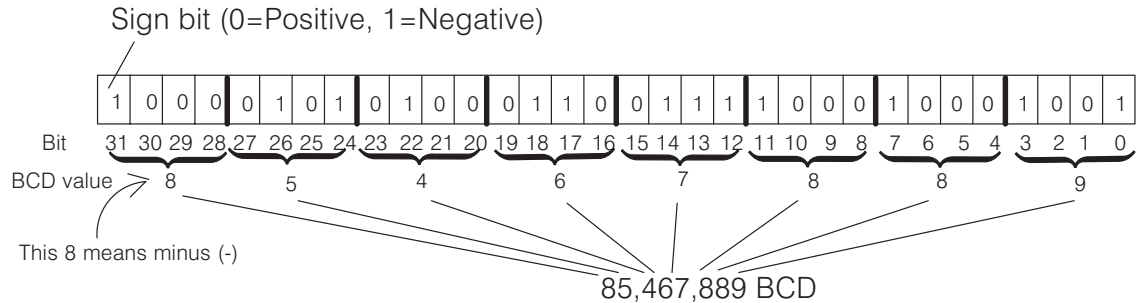 Sign bit (0=Positive, 1=Negative)
1 0 0 0 0 1 0 1 0 1 0 0 0 1 1 0 0 1 1 1 1 0 0 0 1 0 0 0 1 0 0 1
Bit 31 30 29 28 27 26 25 24 23 22 21 20 19 18 17 16 15 14 13 12 11 10 9 8 7 6 5 4 3 2 1 0
BCD value 8 5 4 6 7 8 8 9
This 8 means minus (-)
85,467,889 BCD